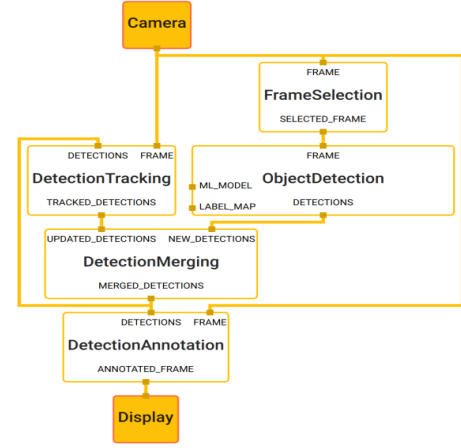 Camera
FRAME
FrameSelection
SELECTED_FRAME
DETECTIONS FRAME
DetectionTracking
TRACKED_DETECTIONS
FRAME
ObjectDetection
ML_MODEL
LABEL_MAP
DETECTIONS
UPDATED_DETECTIONS NEW_DETECTIONS
DetectionMerging
MERGED_DETECTIONS
DETECTIONS FRAME
DetectionAnnotation
ANNOTATED_FRAME
Display